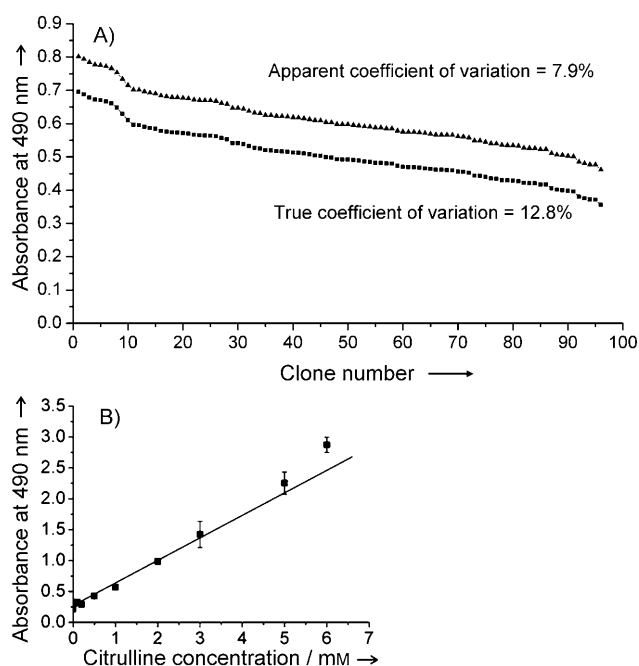 A)
Absorbance at 490 nm →
0.9
0.8
0.7
0.6
0.5
0.4
0.3
0.2
0.1
0.0
Apparent coefficient of variation = 7.9%
True coefficient of variation = 12.8%
0 10 20 30 40 50 60 70 80 90 100
Clone number →
B)
Absorbance at 490 nm →
3.5
3.0
2.5
2.0
1.5
1.0
0.5
0.0
0 1 2 3 4 5 6 7
Citrulline concentration / mM →